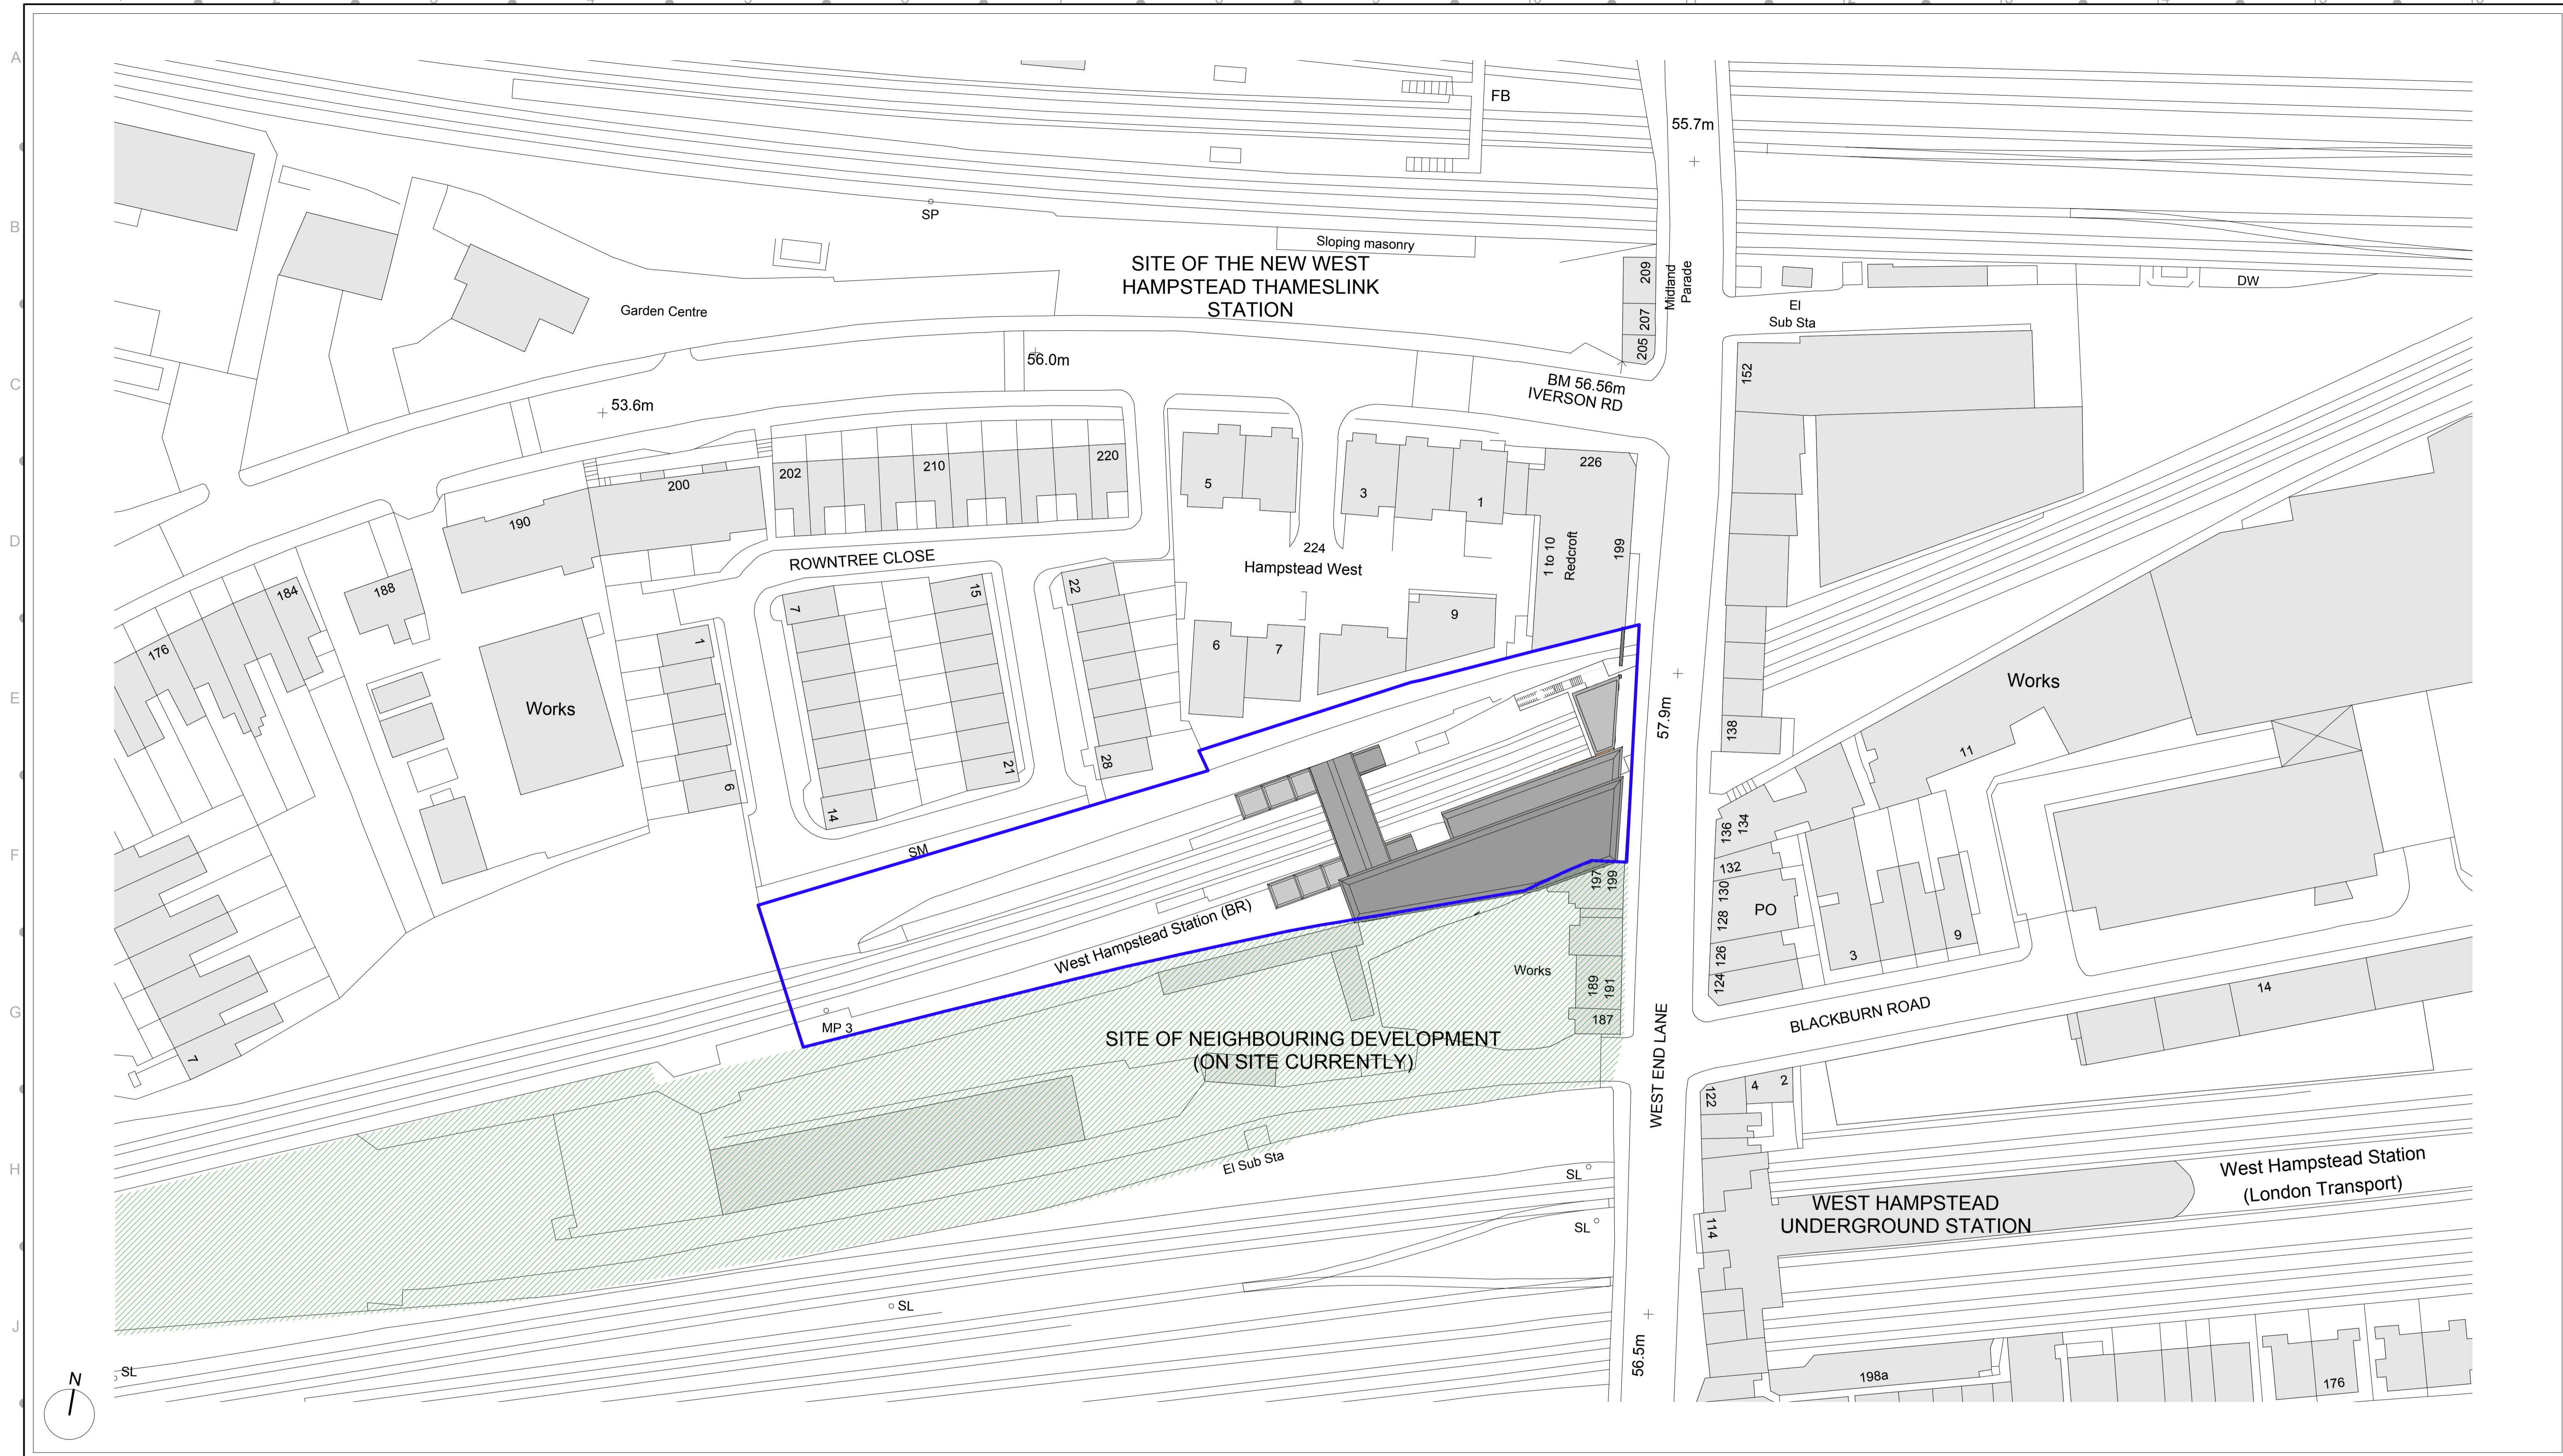 A
FB
55.7m
SP
B
Sloping masonry
SITE OF THE NEW WEST
HAMPSTEAD THAMESLINK
STATION
209
Midland
Parade
207
205
DW
El
Sub Sta
Garden Centre
56.0m
C
53.6m
BM 56.56m
IVERSON RD
152
202
210
220
200
190
5
3
1
226
D
ROWNTREE CLOSE
224
Hampstead West
1 to 10
Redcroft
199
184
188
176
7
15
22
9
1
6
7
E
Works
Works
57.9m
138
11
28
21
6
14
136
134
F
SM
132
197
199
130
128
PO
West Hampstead Station (BR)
9
3
126
124
Works
189
191
187
G
MP 3
14
BLACKBURN ROAD
SITE OF NEIGHBOURING DEVELOPMENT
(ON SITE CURRENTLY)
WEST END LANE
7
122
4
2
H
El Sub Sta
SL
West Hampstead Station
(London Transport)
WEST HAMPSTEAD
UNDERGROUND STATION
SL
114
SL
J
56.5m
SL
N
198a
176